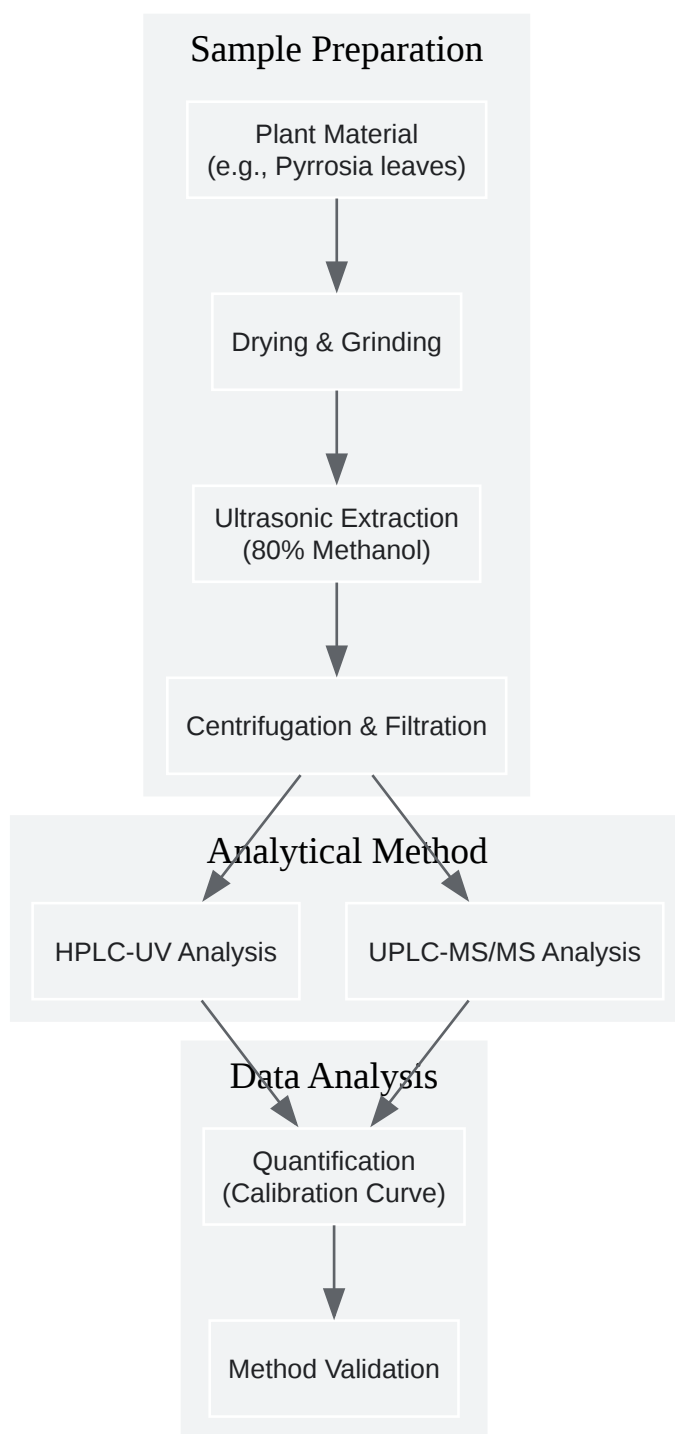 Sample Preparation
Plant Material
(e.g., Pyrrosia leaves)
Drying & Grinding
Ultrasonic Extraction
(80% Methanol)
Centrifugation & Filtration
Analytical Method
HPLC-UV Analysis
UPLC-MS/MS Analysis
Data Analysis
Quantification
(Calibration Curve)
Method Validation